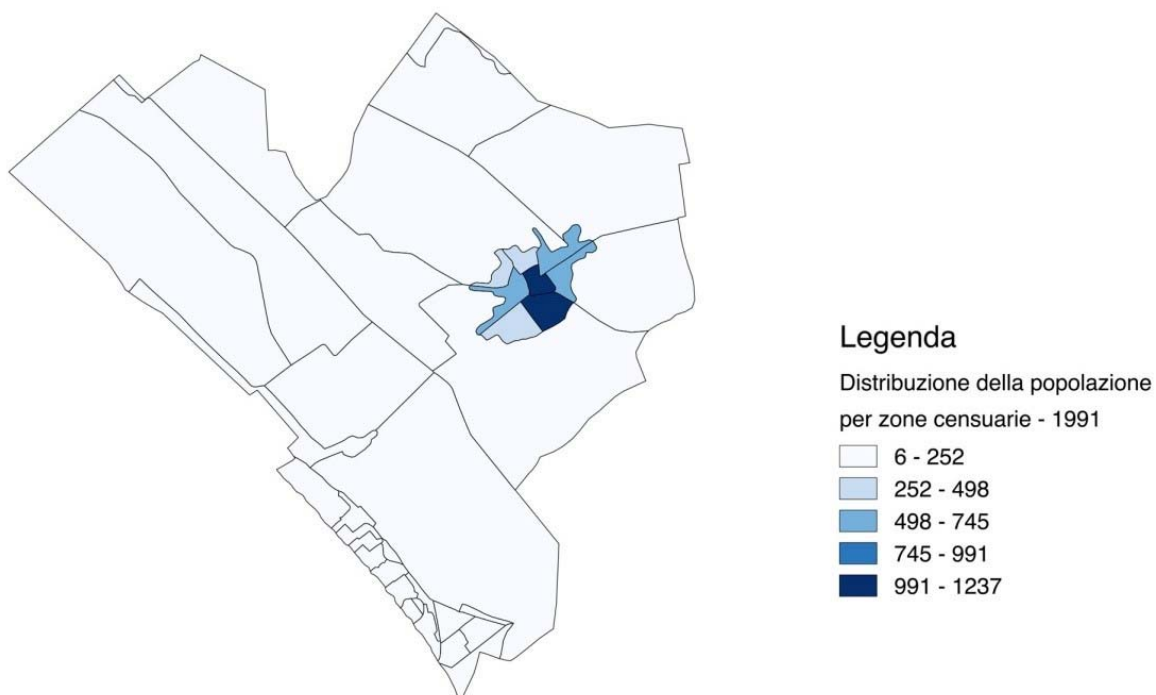 Legenda
Distribuzione della popolazione
per zone censuarie - 1991
6 - 252
252 - 498
498 - 745
745 - 991
991 - 1237